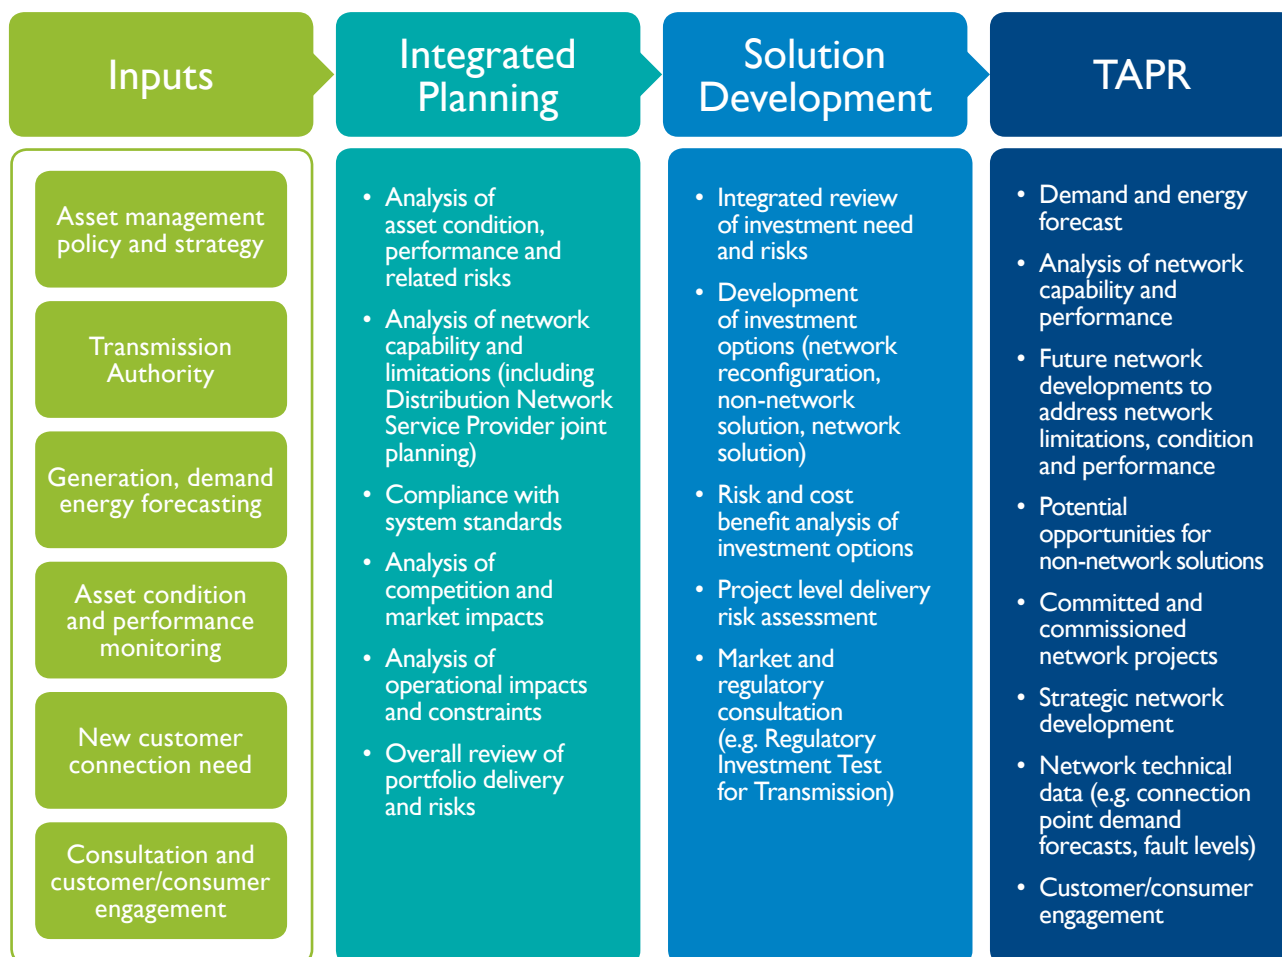 Inputs
Integrated
Planning
Solution
Development
TAPR
Asset management
policy and strategy
Transmission
Authority
Generation, demand
energy forecasting
Asset condition
and performance
monitoring
New customer
connection need
Consultation and
customer/consumer
engagement
• Analysis of
asset condition,
performance and
related risks
• Analysis of network
capability and
limitations (including
Distribution Network
Service Provider joint
planning)
• Compliance with
system standards
• Analysis of
competition and
market impacts
• Analysis of
operational impacts
and constraints
• Overall review of
portfolio delivery
and risks
• Integrated review
of investment need
and risks
• Development
of investment
options (network
reconfiguration,
non-network
solution, network
solution)
• Risk and cost
benefit analysis of
investment options
• Project level delivery
risk assessment
• Market and
regulatory
consultation
(e.g. Regulatory
Investment Test
for Transmission)
• Demand and energy
forecast
• Analysis of network
capability and
performance
• Future network
developments to
address network
limitations, condition
and performance
• Potential
opportunities for
non-network solutions
• Committed and
commissioned
network projects
• Strategic network
development
• Network technical
data (e.g. connection
point demand
forecasts, fault levels)
• Customer/consumer
engagement